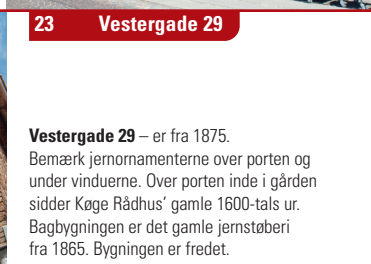 23 Vestergade 29
Vestergade 29 – er fra 1875.
Bemærk jernornamenterne over porten og
under vinduerne. Over porten inde i gården
sidder Køge Rådhus’ gamle 1600-tals ur.
Bagbygningen er det gamle jernstøberi
fra 1865. Bygningen er fredet.